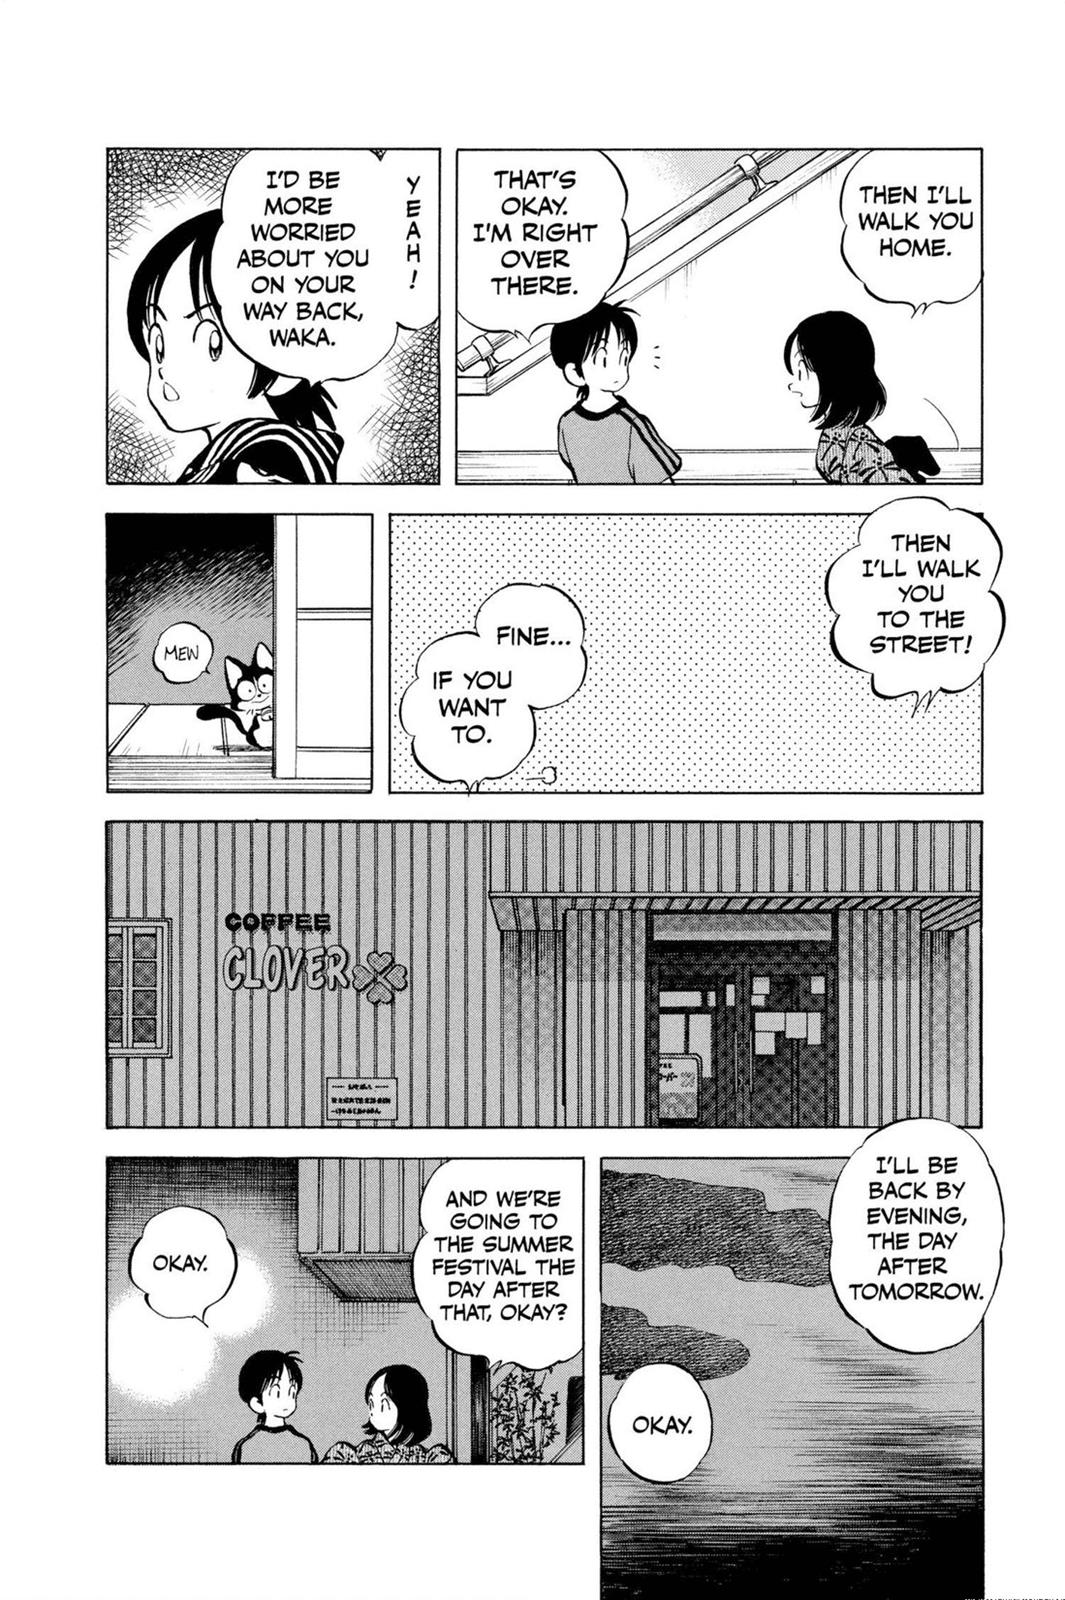 THEN I'LL
WALK YOU
HOME.
THAT'S
OKAY.
I'M RIGHT
OVER
THERE.
YEAH!
I'D BE
MORE
WORRIED
ABOUT YOU
ON YOUR
WAY BACK,
WAKA.
THEN
I'LL WALK
YOU
TO THE
STREET!
FINE...
IF YOU
WANT
TO.
MEW
COFFEE
CLOVER
I'LL BE
BACK BY
EVENING,
THE DAY
AFTER
TOMORROW.
OKAY.
AND WE'RE
GOING TO
THE SUMMER
FESTIVAL THE
DAY AFTER
THAT, OKAY?
OKAY.